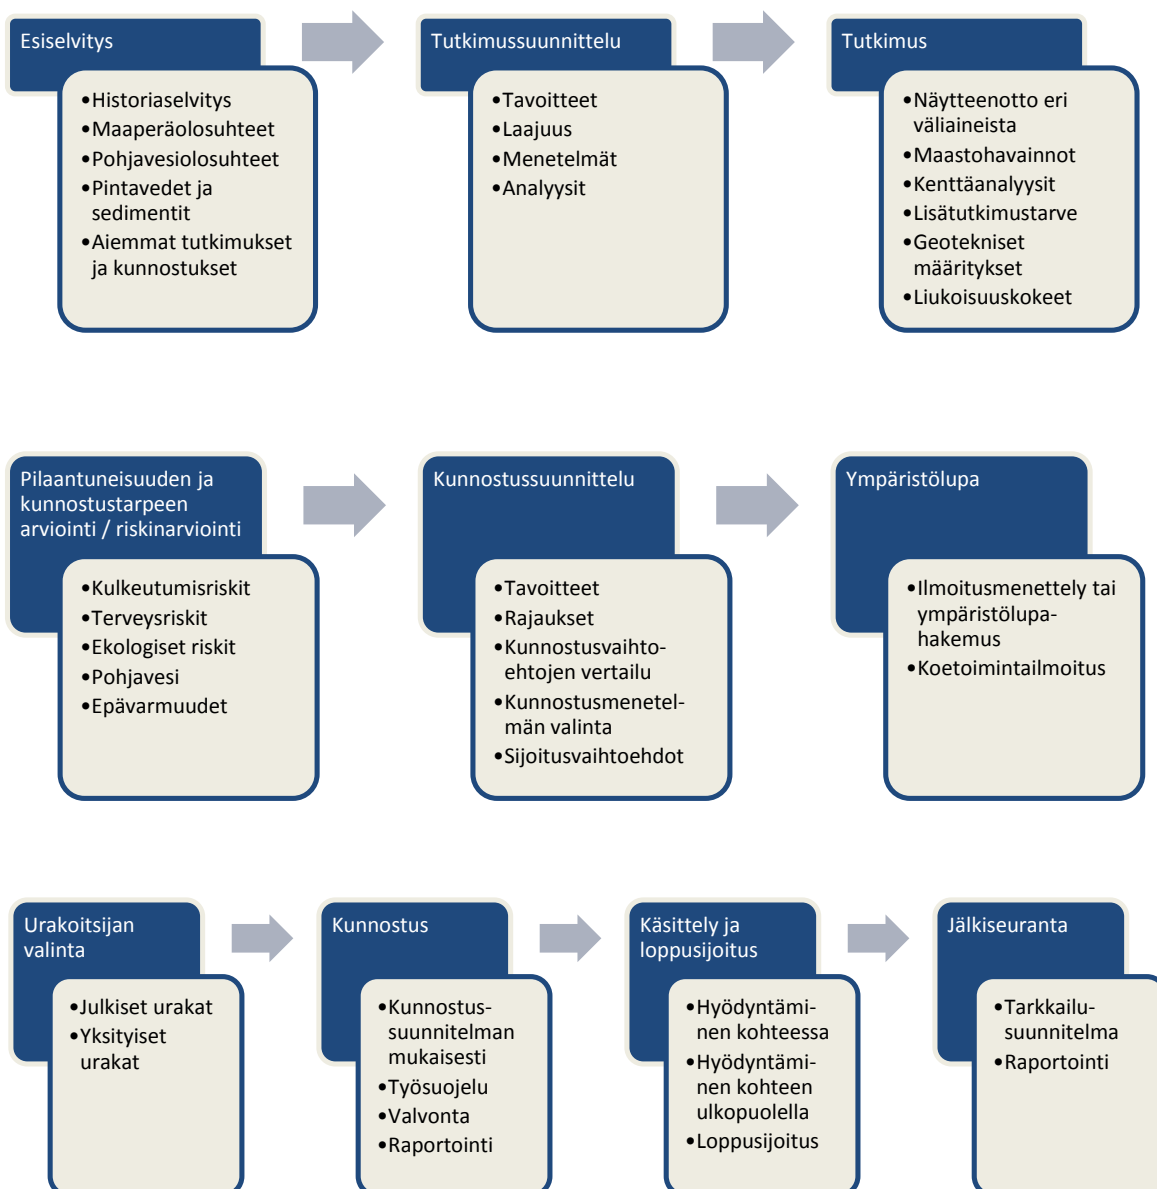 Esiselvitys
•Historiaselvitys
•Maaperäolosuhteet
•Pohjavesiolosuhteet
•Pintavedet ja
sedimentit
•Aiemmat tutkimukset
ja kunnostukset
Tutkimussuunnittelu
•Tavoitteet
•Laajuus
•Menetelmät
•Analyysit
Tutkimus
•Näytteenotto eri
väliaineista
•Maastohavainnot
•Kenttäanalyysit
•Lisätutkimustarve
•Geotekniset
määritykset
•Liukoisuuskokeet
Pilaantuneisuuden ja
kunnostustarpeen
arviointi / riskinarviointi
•Kulkeutumisriskit
•Terveysriskit
•Ekologiset riskit
•Pohjavesi
•Epävarmuudet
Kunnostussuunnittelu
•Tavoitteet
•Rajaukset
•Kunnostusvaihto-
ehtojen vertailu
•Kunnostusmenetel-
män valinta
•Sijoitusvaihtoehdot
Ympäristölupa
•Ilmoitusmenettely tai
ympäristölupa-
hakemus
•Koetoimintailmoitus
Urakoitsijan
valinta
•Julkiset urakat
•Yksityiset
urakat
Kunnostus
•Kunnostus-
suunnitelman
mukaisesti
•Työsuojelu
•Valvonta
•Raportointi
Käsittely ja
loppusijoitus
•Hyödyntämi-
nen kohteessa
•Hyödyntämi-
nen kohteen
ulkopuolella
•Loppusijoitus
Jälkiseuranta
•Tarkkailu-
suunnitelma
•Raportointi